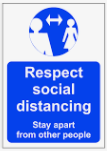 Respect
social
distancing
Stay apart
from other people